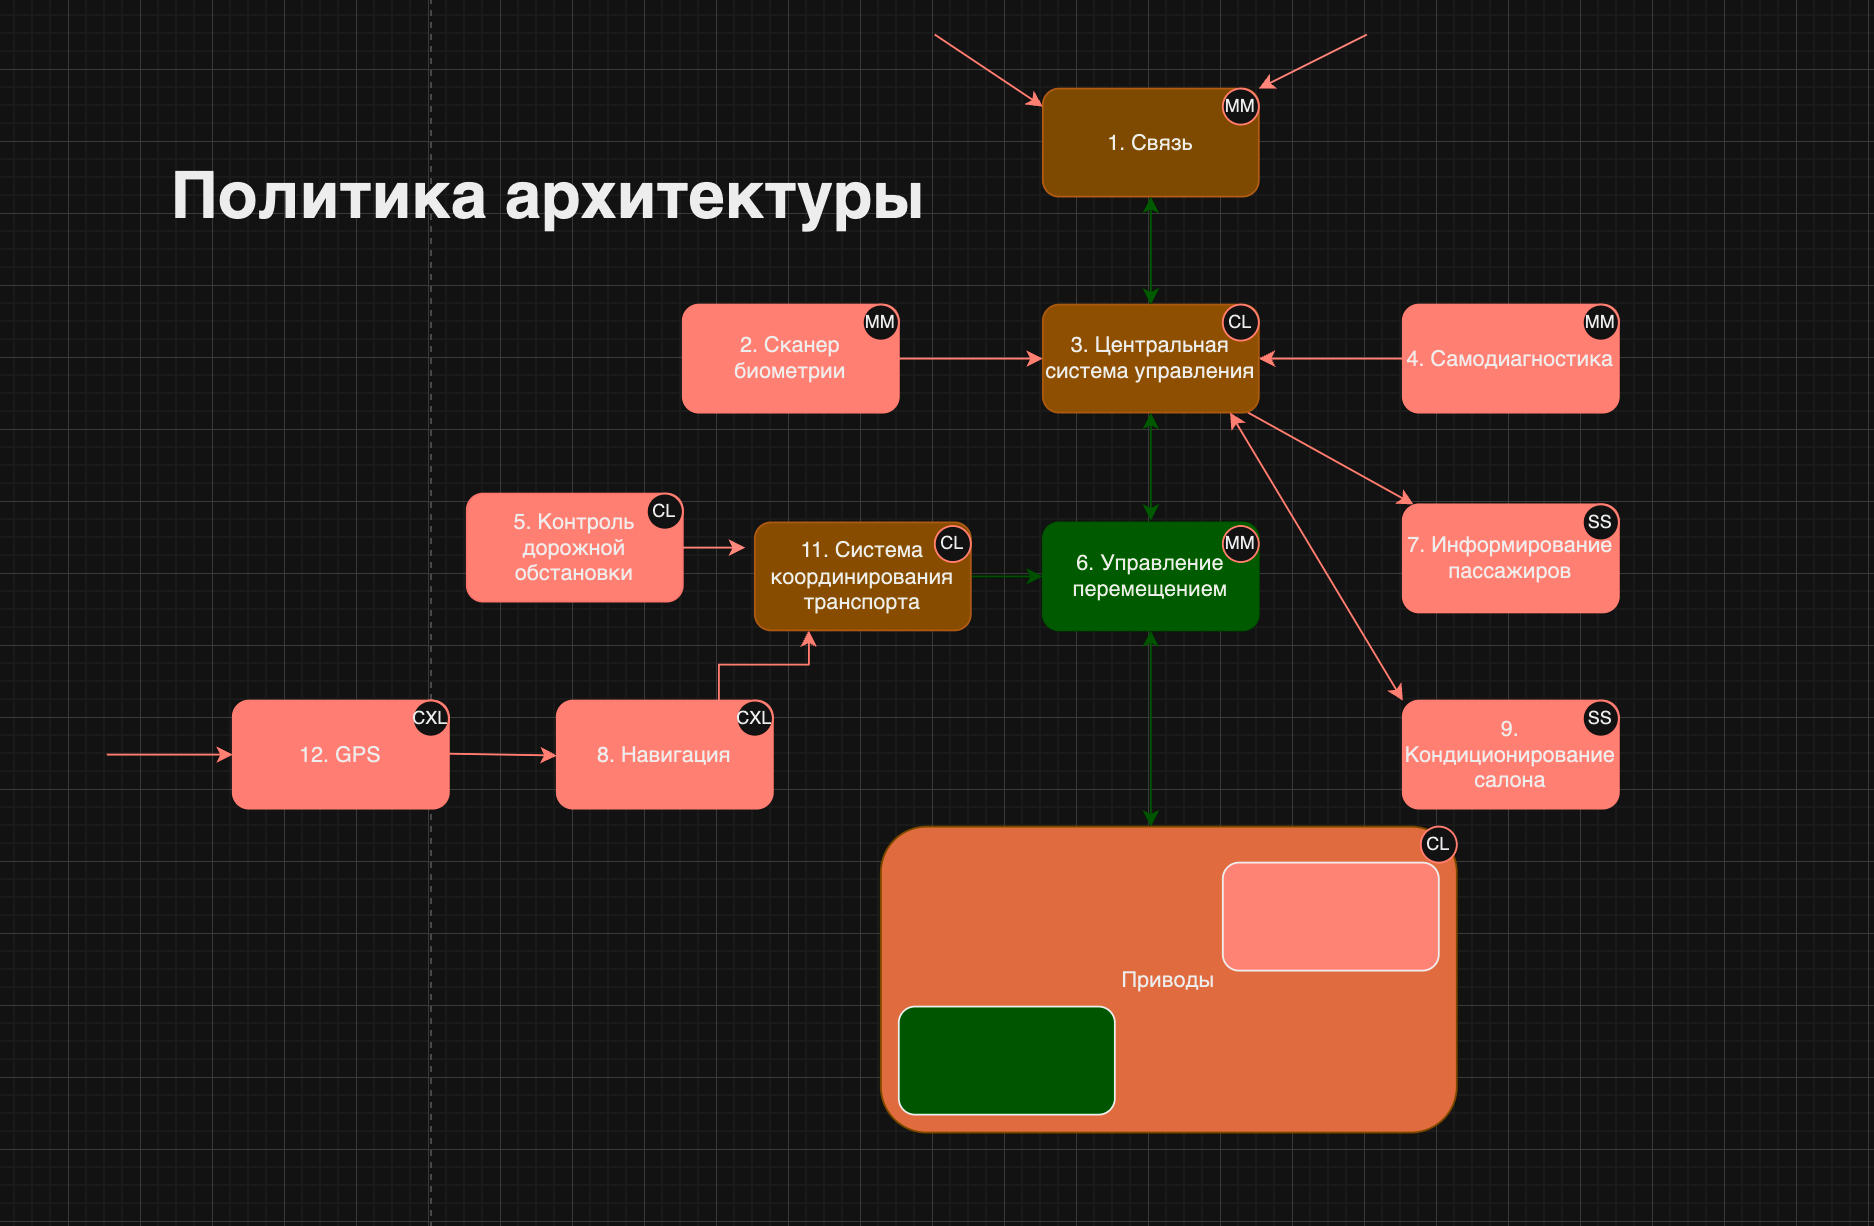 MM
1. Связь
Политика архитектуры
MM
2. Сканер
биометрии
CL
3. Центральная
система управления
MM
4. Самодиагностика
CL
5. Контроль
дорожной
обстановки
CL
11. Система
координирования
транспорта
MM
6. Управление
перемещением
SS
7. Информирование
пассажиров
CXL
12. GPS
CXL
8. Навигация
SS
9.
Кондиционирование
салона
CL
Приводы